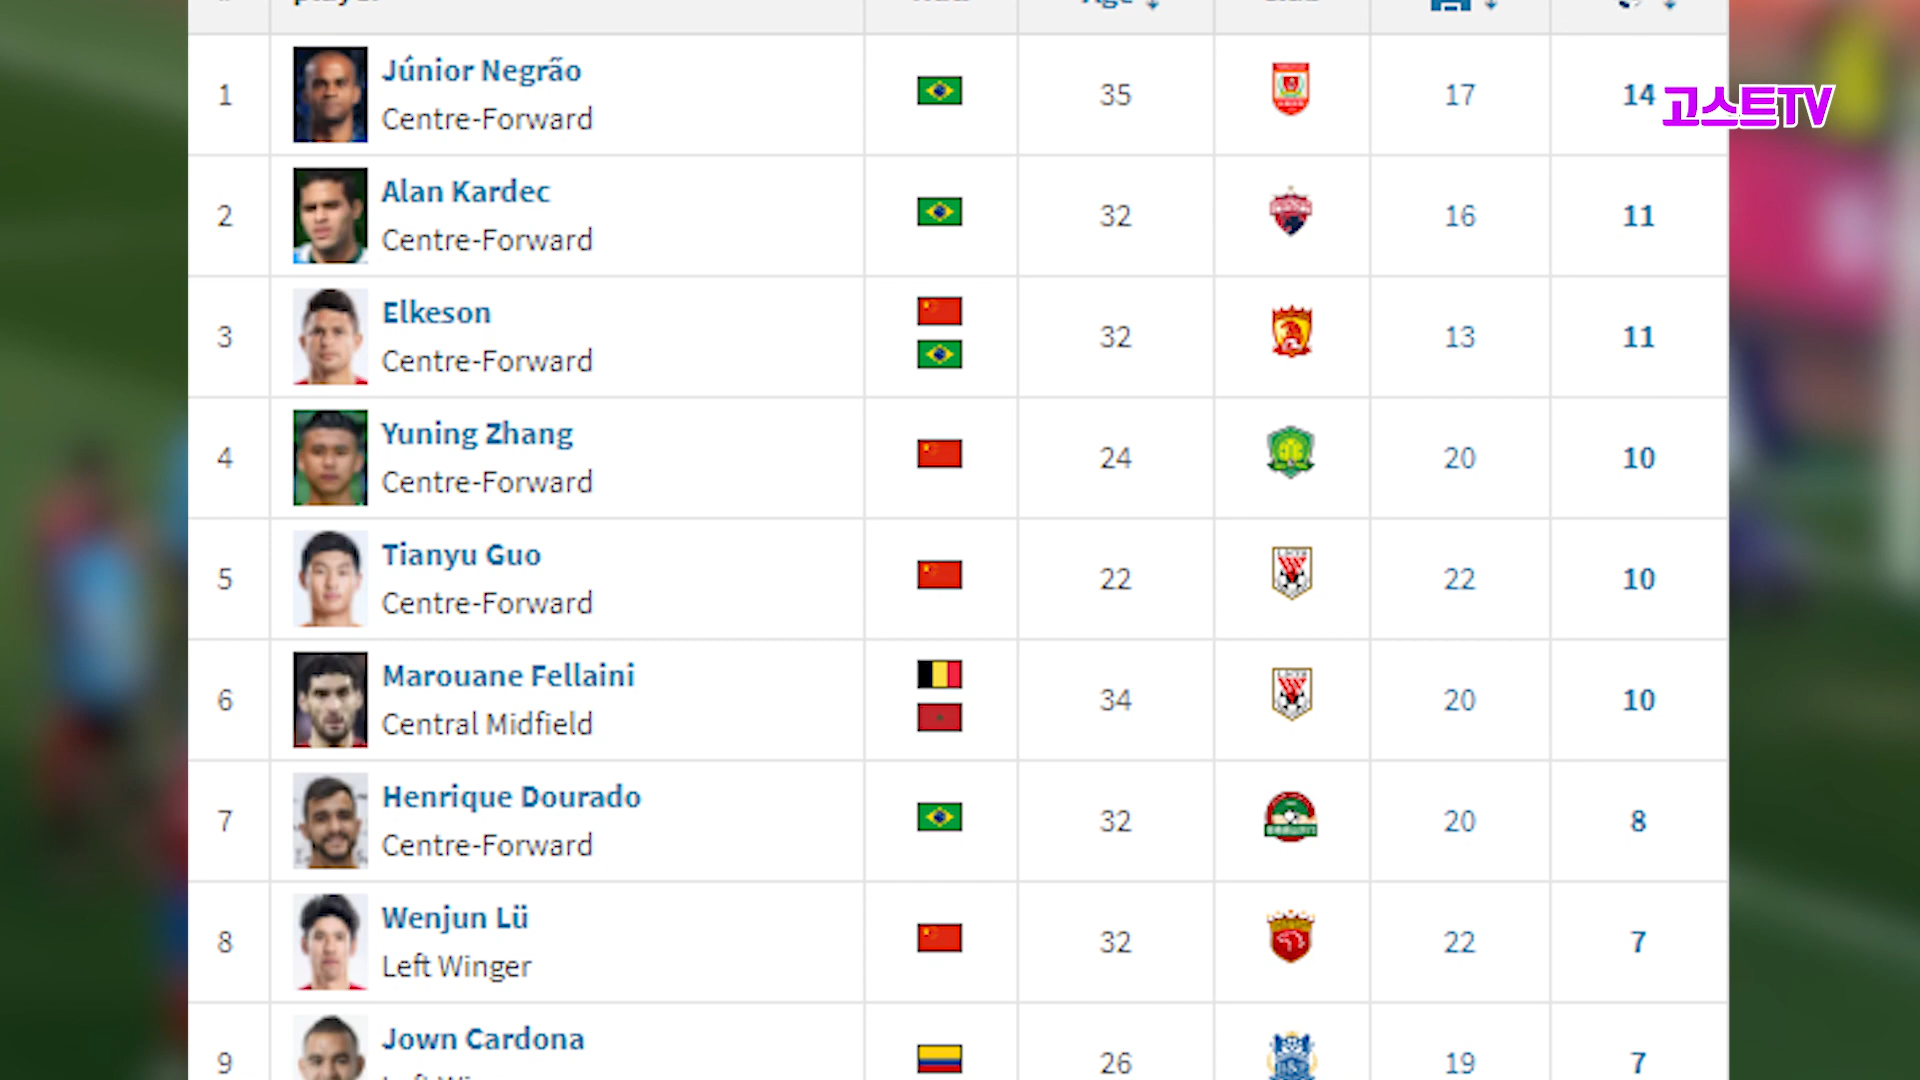 Age
1 Júnior Negrão 35 17 14 고스트TV
Centre-Forward
2 Alan Kardec 32 16 11
Centre-Forward
3 Elkeson 32 13 11
Centre-Forward
4 Yuning Zhang 24 20 10
Centre-Forward
5 Tianyu Guo 22 22 10
Centre-Forward
6 Marouane Fellaini 34 20 10
Central Midfield
7 Henrique Dourado 32 20 8
Centre-Forward
8 Wenjun Lü 32 22 7
Left Winger
9 Jown Cardona 26 19 7